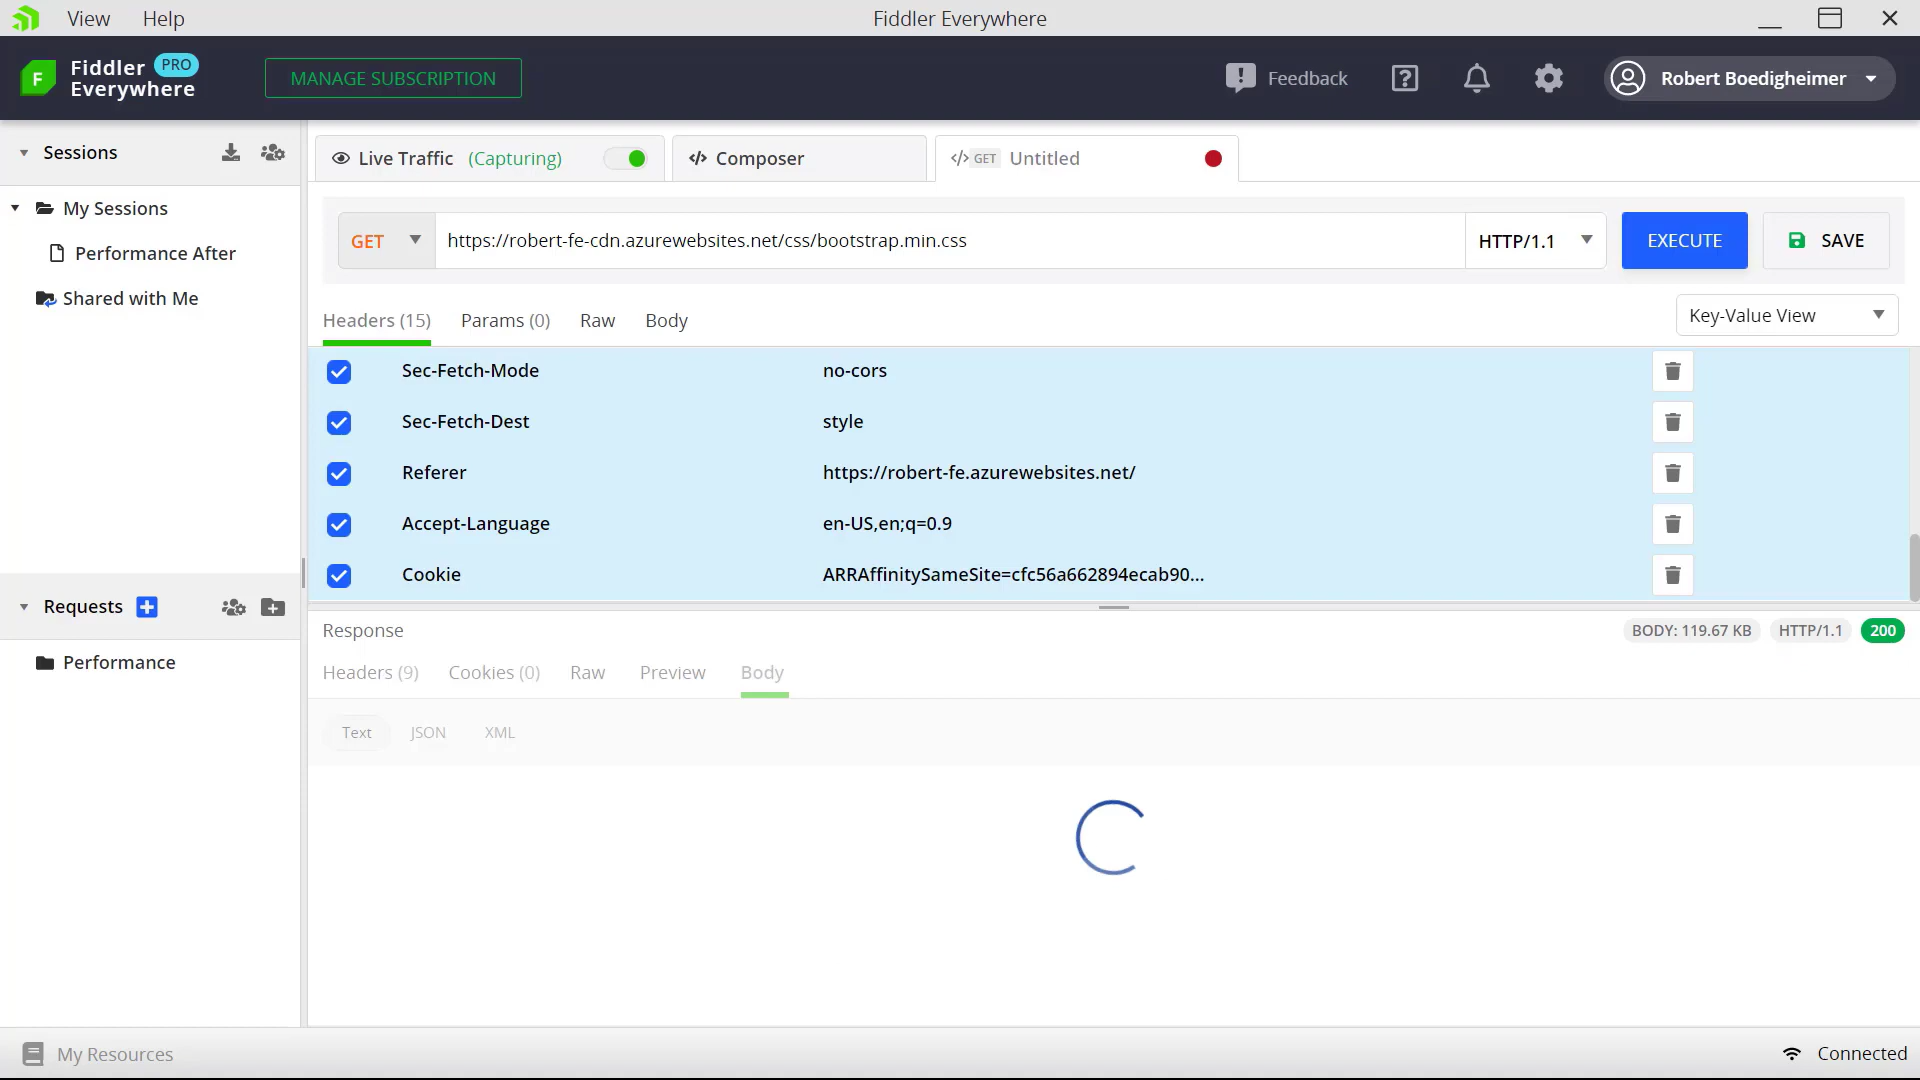 View Help Fiddler Everywhere
F Fiddler Everywhere PRO MANAGE SUBSCRIPTION Feedback Robert Boedigheimer
Sessions
My Sessions
Performance After
Shared with Me
Requests
Performance
Live Traffic (Capturing) Composer GET Untitled
GET https://robert-fe-cdn.azurewebsites.net/css/bootstrap.min.css HTTP/1.1 EXECUTE SAVE
Headers (15) Params (0) Raw Body Key-Value View
Sec-Fetch-Mode no-cors
Sec-Fetch-Dest style
Referer https://robert-fe.azurewebsites.net/
Accept-Language en-US,en;q=0.9
Cookie ARRAffinitySameSite=cfc56a662894ecab90...
Response BODY: 119.67 KB HTTP/1.1 200
Headers (9) Cookies (0) Raw Preview Body
Text JSON XML
My Resources Connected